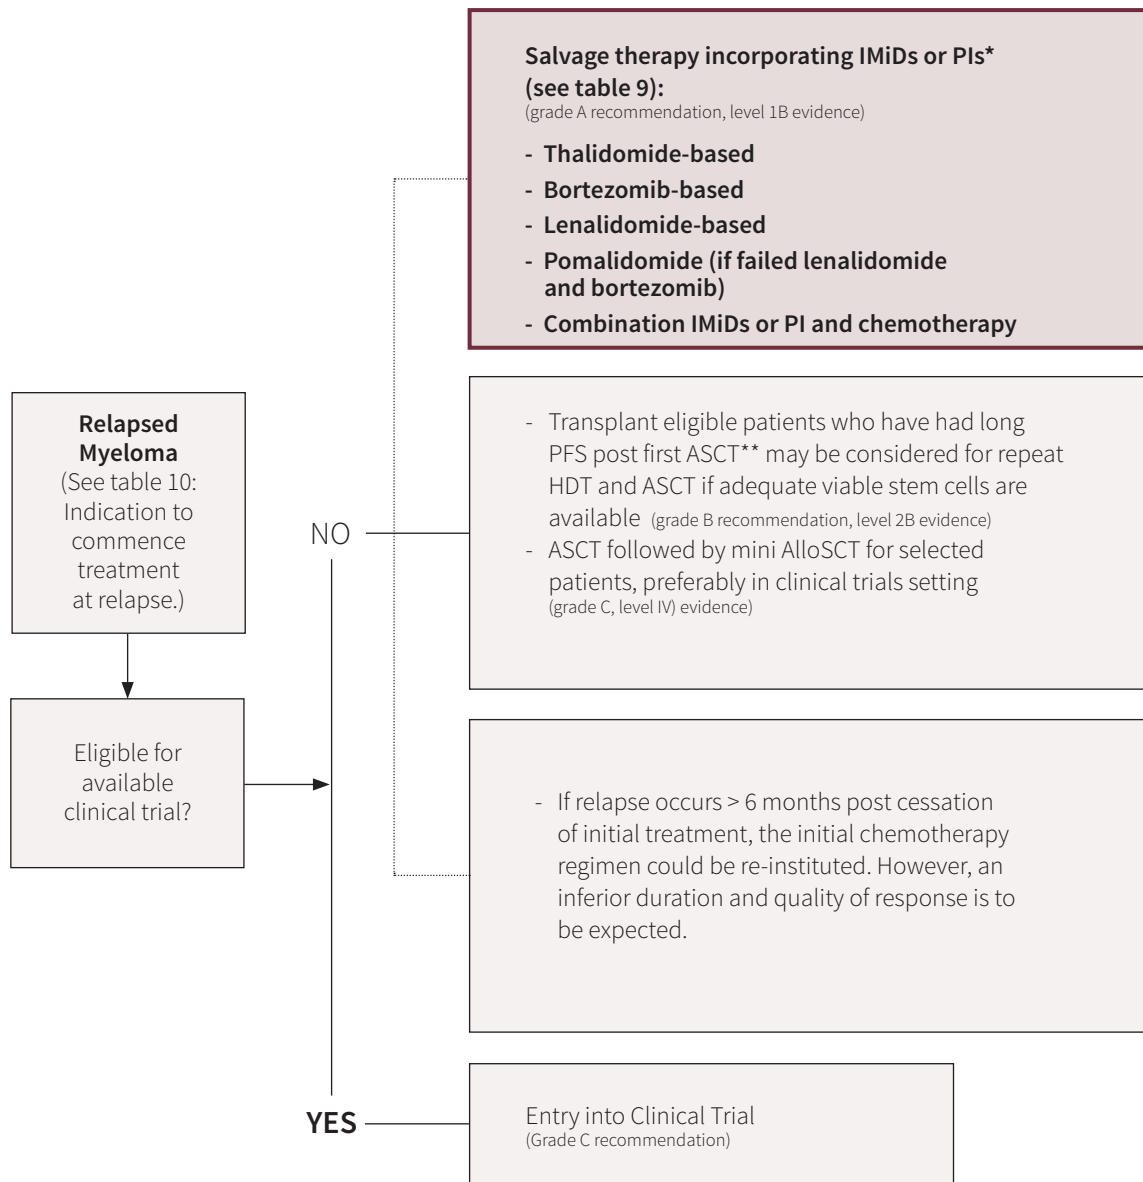 Salvage therapy incorporating IMiDs or PIs*
(see table 9):
(grade A recommendation, level 1B evidence)
- Thalidomide-based
- Bortezomib-based
- Lenalidomide-based
- Pomalidomide (if failed lenalidomide
and bortezomib)
- Combination IMiDs or PI and chemotherapy
Relapsed
Myeloma
(See table 10:
Indication to
commence
treatment
at relapse.)
Eligible for
available
clinical trial?
NO
- Transplant eligible patients who have had long
PFS post first ASCT** may be considered for repeat
HDT and ASCT if adequate viable stem cells are
available (grade B recommendation, level 2B evidence)
- ASCT followed by mini AlloSCT for selected
patients, preferably in clinical trials setting
(grade C, level IV) evidence)
- If relapse occurs > 6 months post cessation
of initial treatment, the initial chemotherapy
regimen could be re-instituted. However, an
inferior duration and quality of response is to
be expected.
YES
Entry into Clinical Trial
(Grade C recommendation)